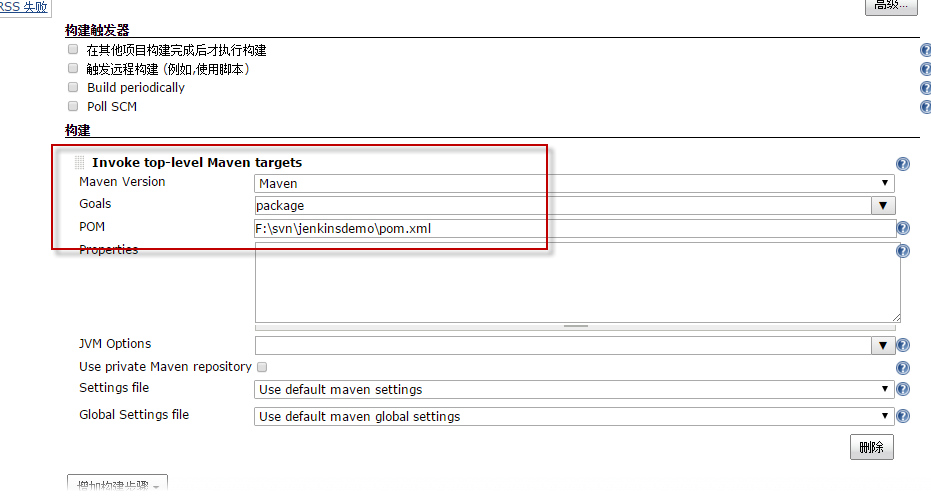 RSS 失败
高级...
构建触发器
在其他项目构建完成后才执行构建
触发远程构建 (例如,使用脚本)
Build periodically
Poll SCM
构建
Invoke top-level Maven targets
Maven Version Maven
Goals package
POM F:\svn\jenkinsdemo\pom.xml
Properties
JVM Options
Use private Maven repository
Settings file Use default maven settings
Global Settings file Use default maven global settings
删除
增加构建步骤